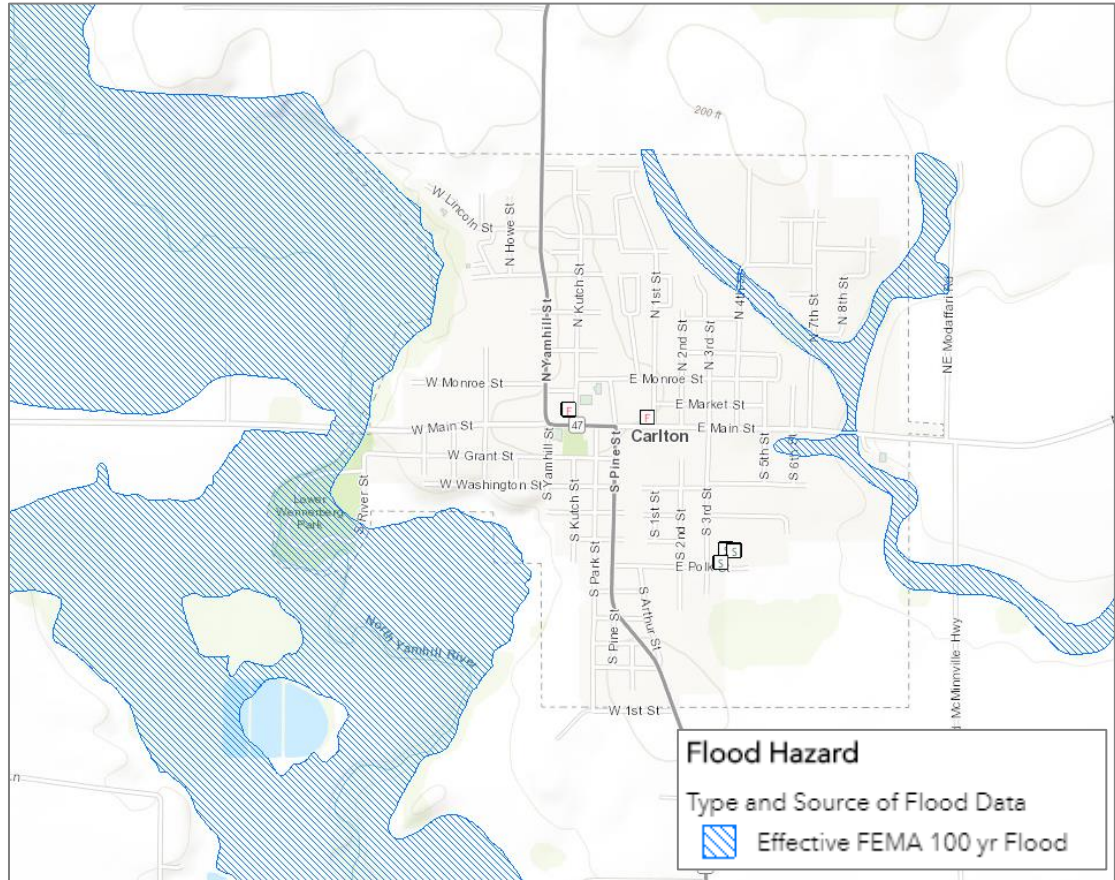 200 ft
W Lincoln St
N Howe St
N Yamhill St
N Kutch St
N 1st St
N 2nd St
N 3rd St
N 4th St
N 7th St
N 8th St
NE Modaffari Rd
W Monroe St
E Monroe St
F
E Market St
F
W Main St
47
Carlton
E Main St
W Grant St
W Washington St
S Yamhill St
S Kutch St
S Pine St
S 5th St
S 6th St
Lower
Wennerberg
Park
S River St
S Park St
S 1st St
S 2nd St
S 3rd St
S
S
E Polk St
S Arthur St
S Pine St
North Yamhill River
W 1st St
McMinnville Hwy
Flood Hazard
Type and Source of Flood Data
Effective FEMA 100 yr Flood